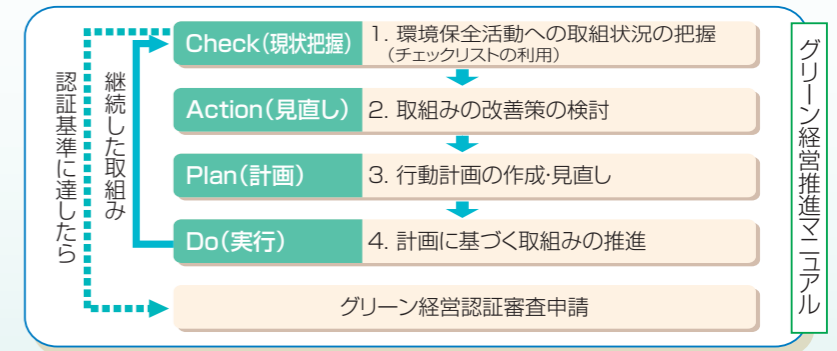 Check(現状把握)
1. 環境保全活動への取組状況の把握
(チェックリストの利用)
Action(見直し)
2. 取組みの改善策の検討
Plan(計画)
3. 行動計画の作成・見直し
Do(実行)
4. 計画に基づく取組みの推進
グリーン経営認証審査申請
継続した取組み
認証基準に達したら
グリーン経営推進マニュアル